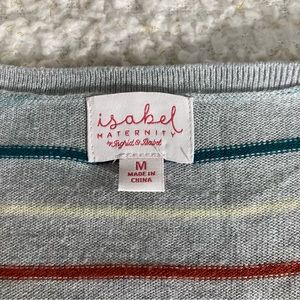 isabel
MATERNITY
by Ingrid & Isabel
M
MADE IN
CHINA